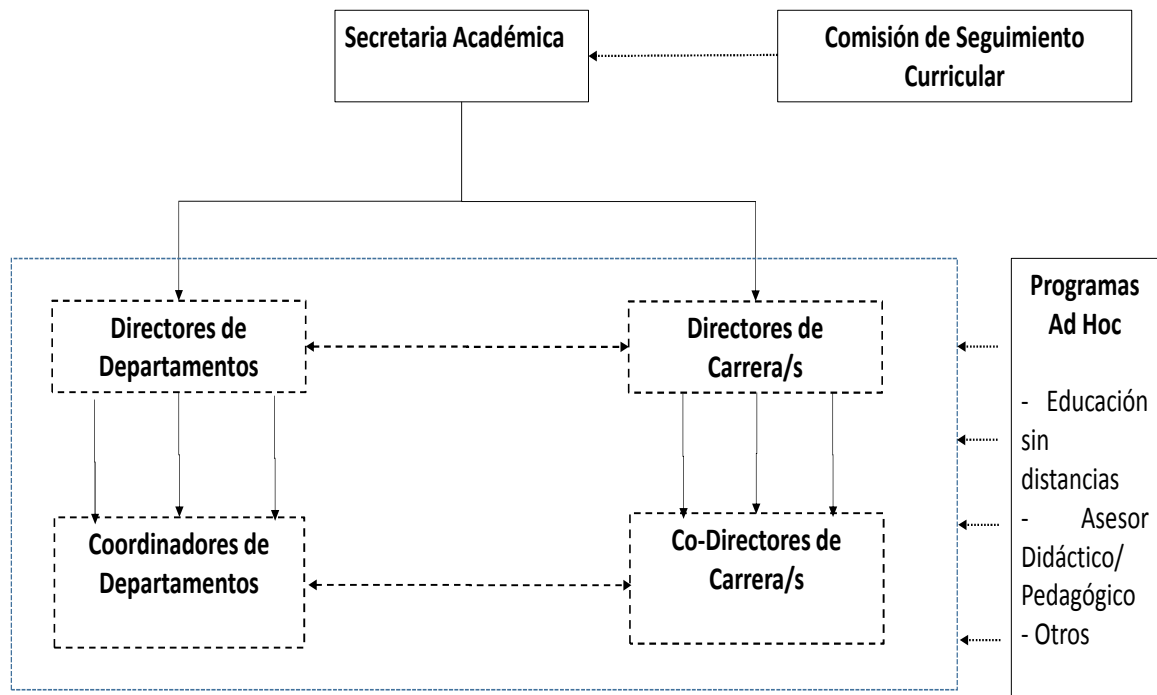 Secretaria Académica
Comisión de Seguimiento
Curricular
Directores de
Departamentos
Directores de
Carrera/s
Coordinadores de
Departamentos
Co-Directores de
Carrera/s
Programas
Ad Hoc
- Educación
sin
distancias
- Asesor
Didáctico/
Pedagógico
- Otros